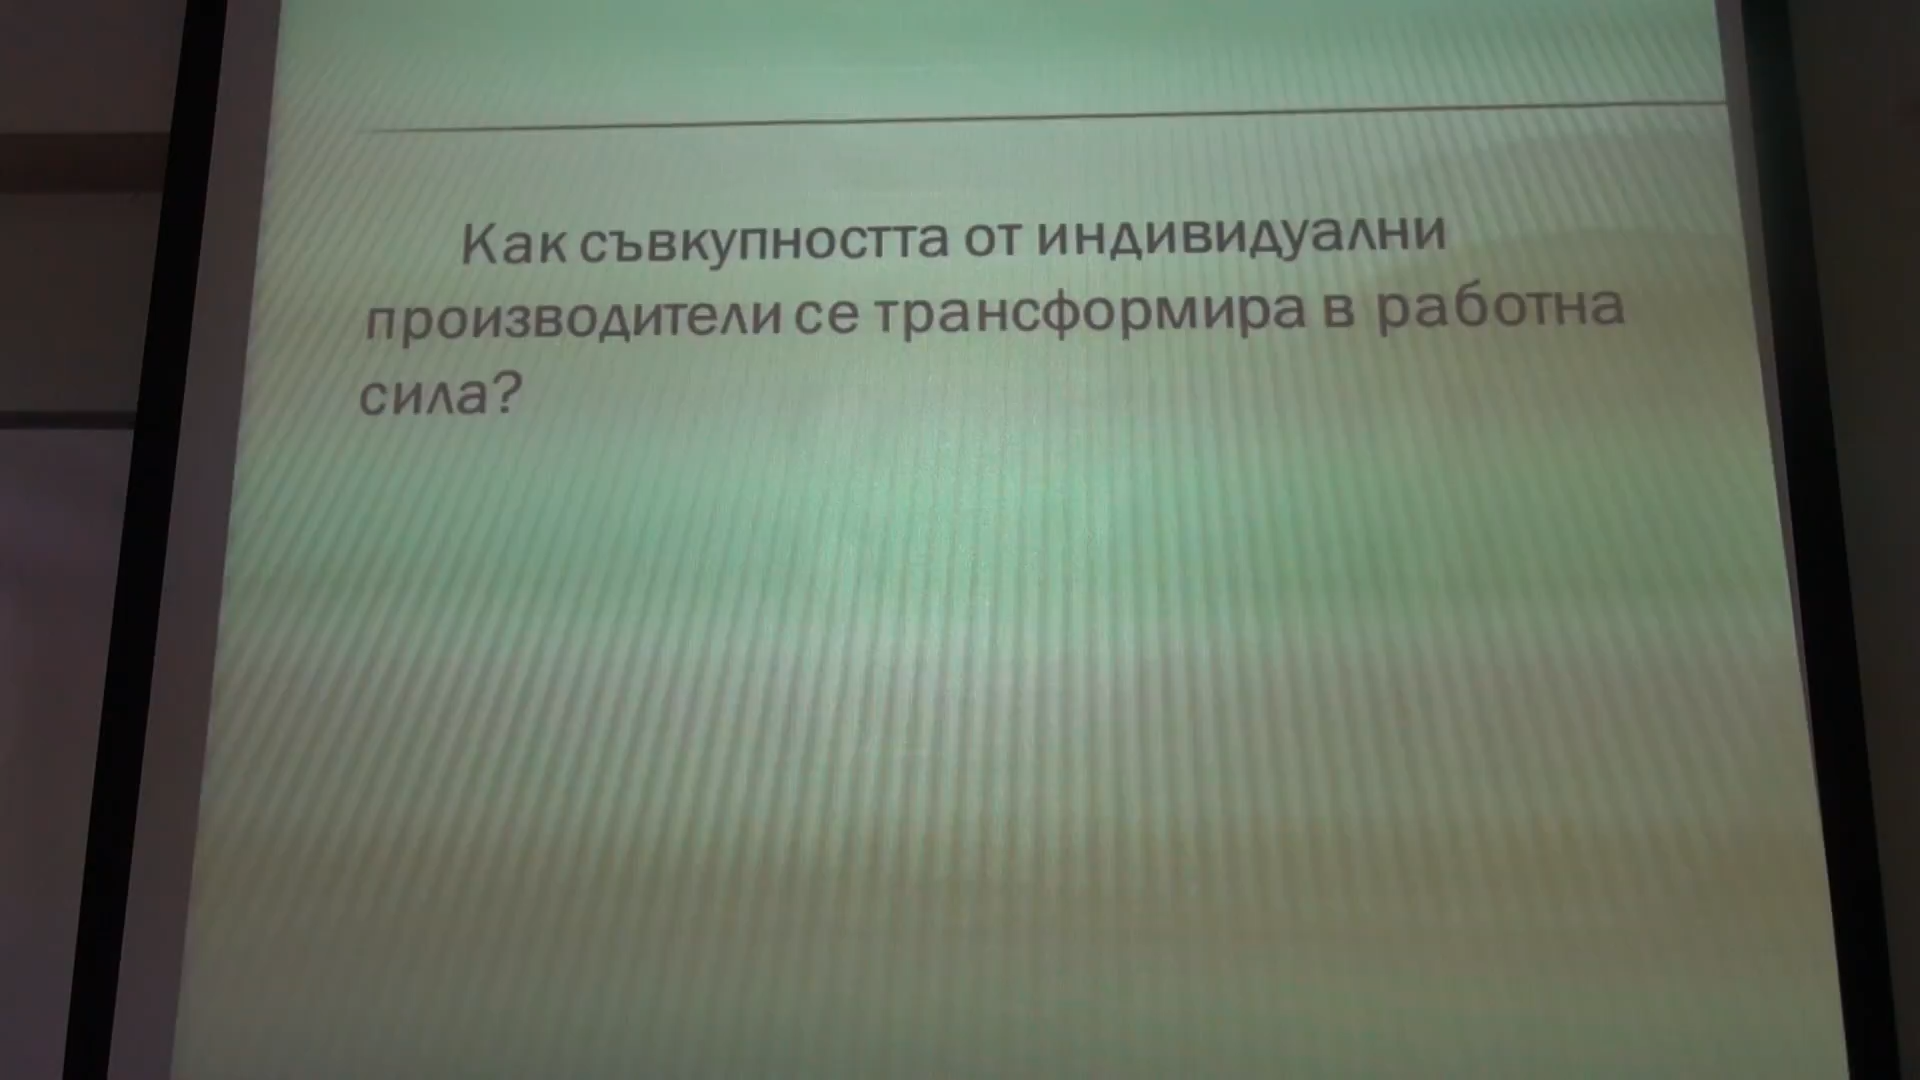 Как съвкупността от индивидуални
производители се трансформира в работна
сила?